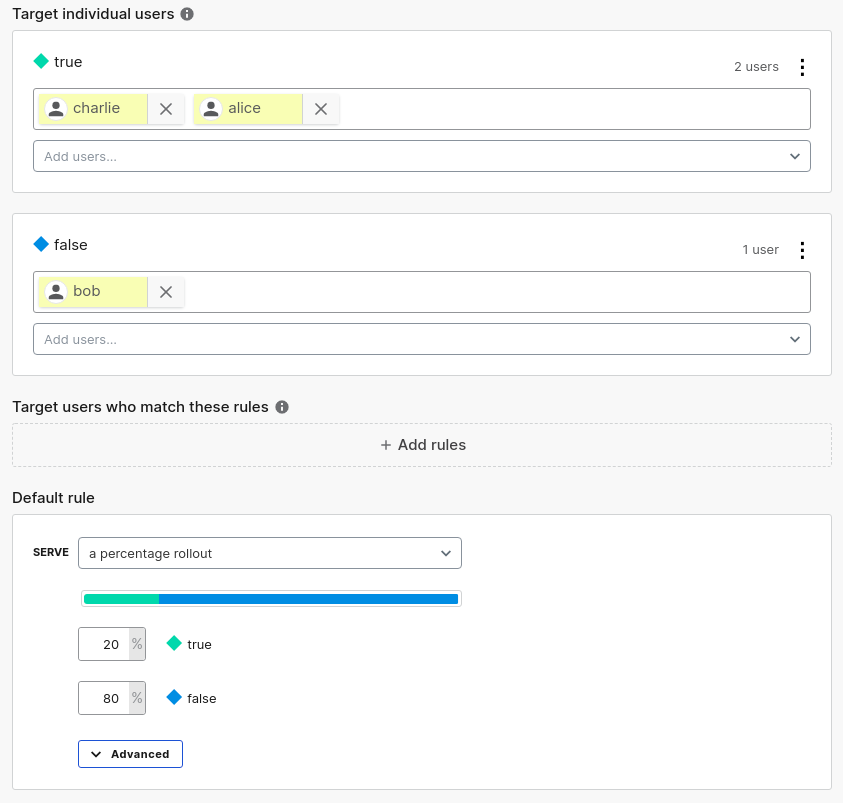 Target individual users
true
2 users
charlie
alice
Add users...
false
1 user
bob
Add users...
Target users who match these rules
+ Add rules
Default rule
SERVE a percentage rollout
20 % true
80 % false
Advanced